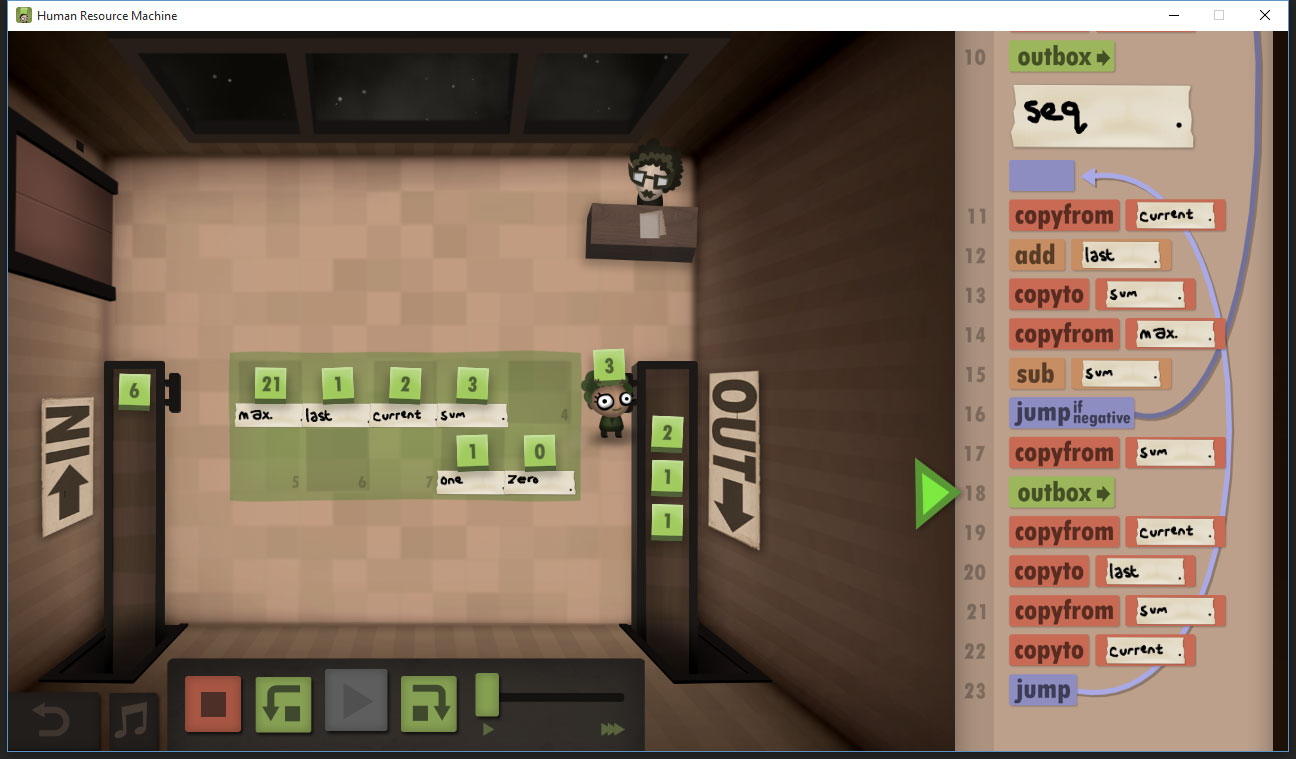 Human Resource Machine
10 outbox
seq .
11 copyfrom current .
12 add last .
13 copyto sum .
14 copyfrom max. .
15 sub sum .
16 jump if negative
17 copyfrom sum .
18 outbox
19 copyfrom current .
20 copyto last .
21 copyfrom sum .
22 copyto current .
23 jump
3
6
21 1 2 3
max. last . current . sum . 4
1 0
5 6 7 one . zero .
2
1
1
IN
OUT